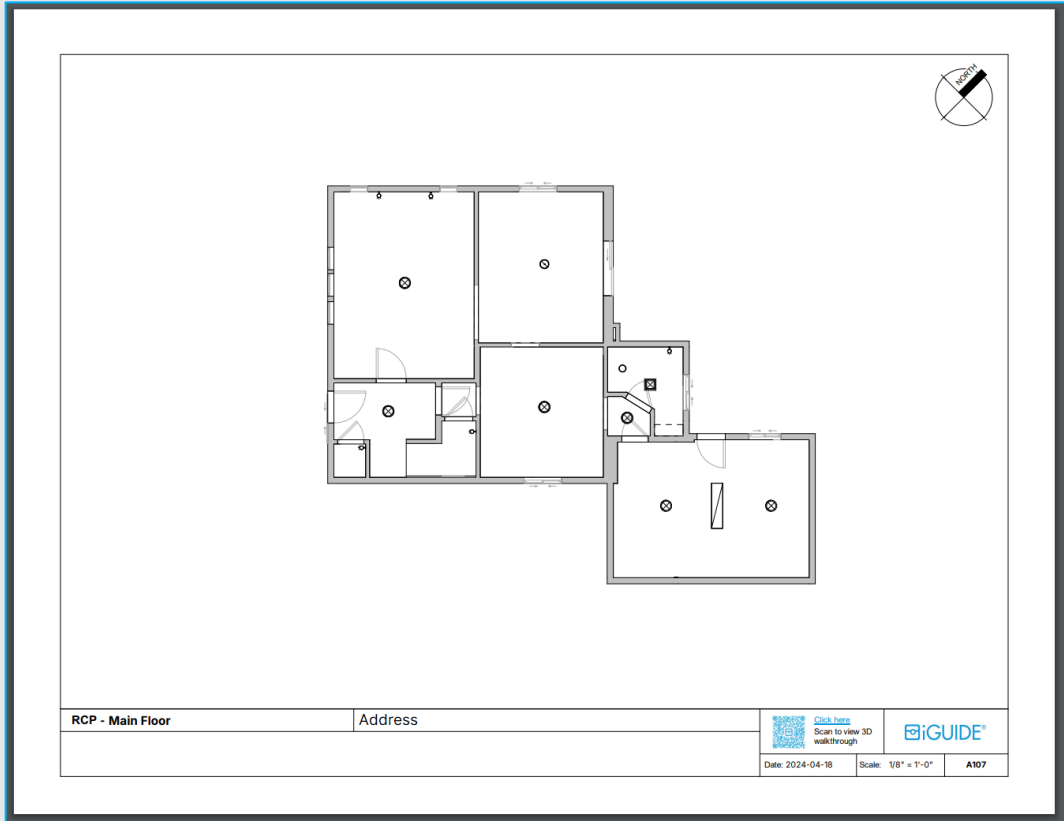 NORTH
RCP - Main Floor
Address
Click here
Scan to view 3D
walkthrough
iGUIDE®
Date: 2024-04-18
Scale: 1/8" = 1'-0"
A107